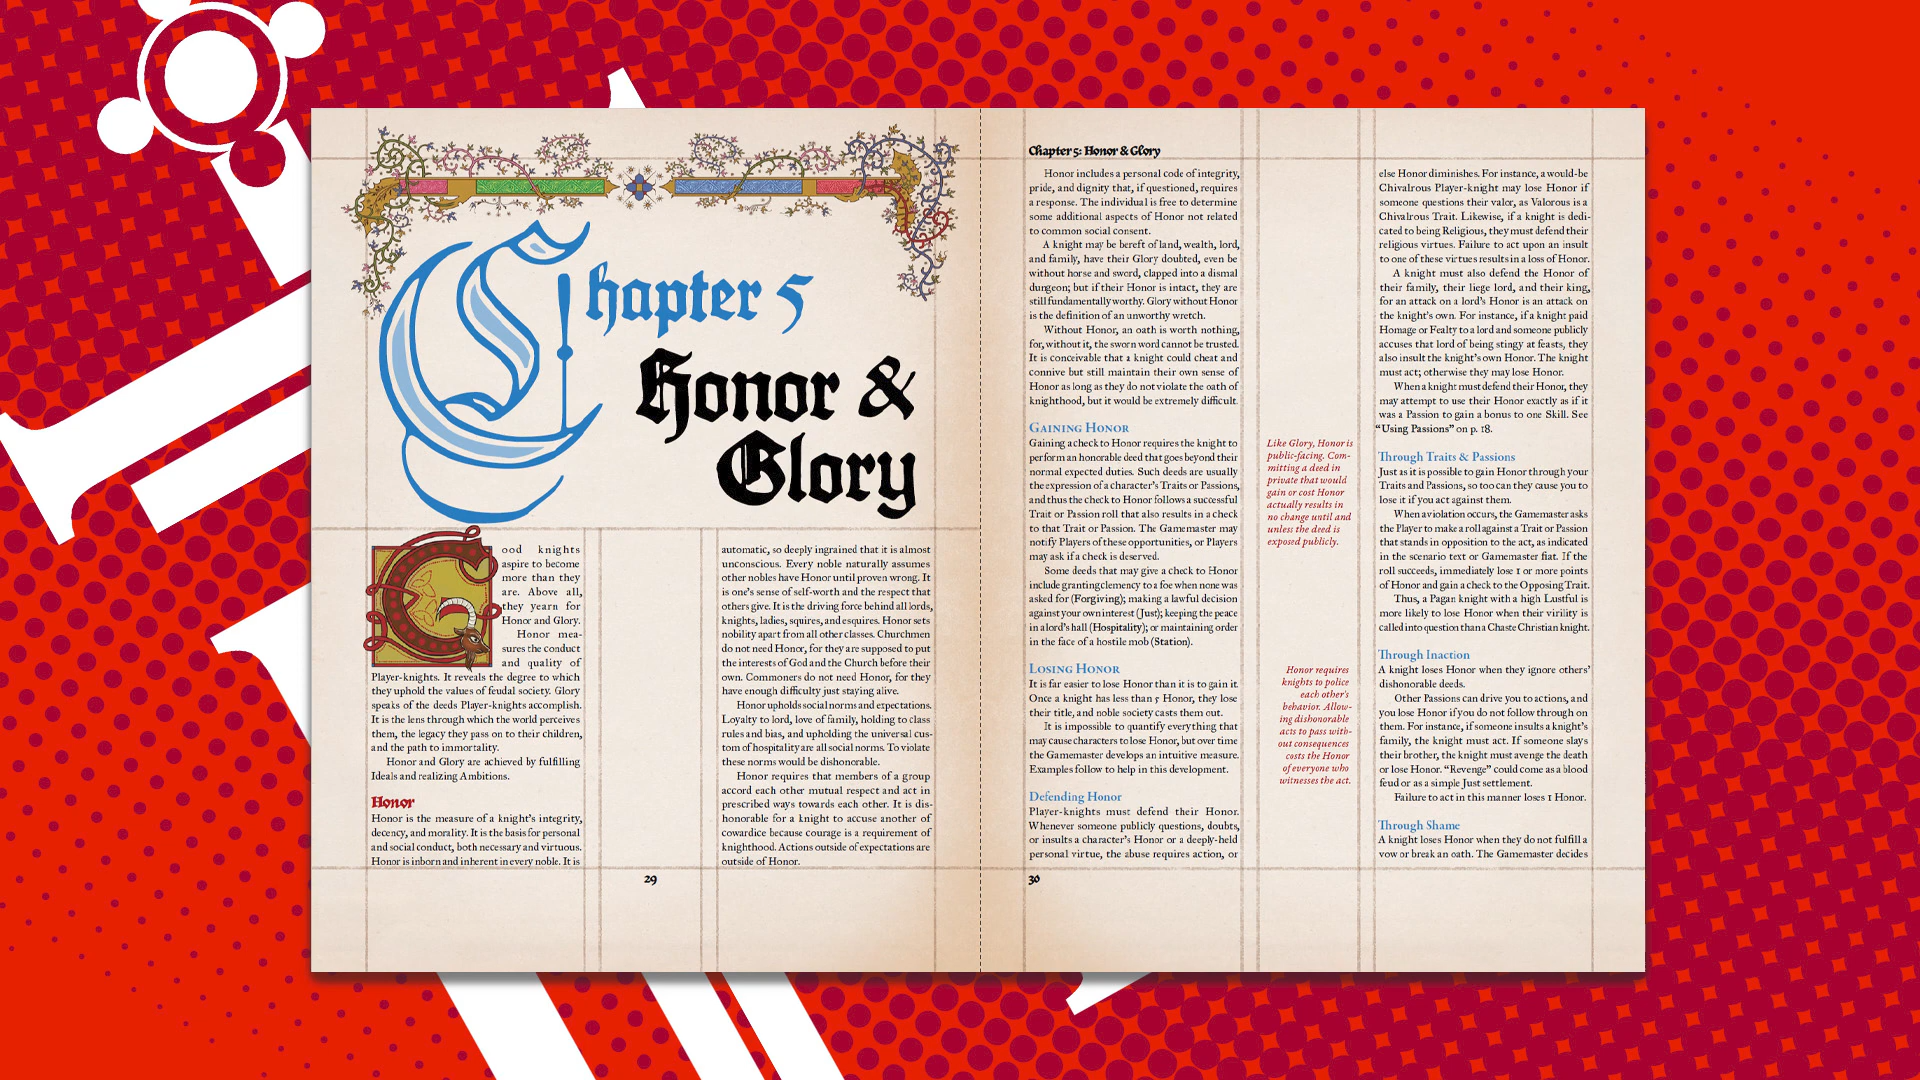 Chapter 5
Honor &
Glory
Good knights
aspire to become
more than they
are. Above all,
they yearn for
Honor and Glory.
Honor mea-
sures the conduct
and quality of
Player-knights. It reveals the degree to which
they uphold the values of feudal society. Glory
speaks of the deeds Player-knights accomplish.
It is the lens through which the world perceives
them, the legacy they pass on to their children,
and the path to immortality.
Honor and Glory are achieved by fulfilling
Ideals and realizing Ambitions.
Honor
Honor is the measure of a knight's integrity,
decency, and morality. It is the basis for personal
and social conduct, both necessary and virtuous.
Honor is inborn and inherent in every noble. It is
automatic, so deeply ingrained that it is almost
unconscious. Every noble naturally assumes
other nobles have Honor until proven wrong. It
is one's sense of self-worth and the respect that
others give. It is the driving force behind all lords,
knights, ladies, squires, and esquires. Honor sets
nobility apart from all other classes. Churchmen
do not need Honor, for they are supposed to put
the interests of God and the Church before their
own. Commoners do not need Honor, for they
have enough difficulty just staying alive.
Honor upholds social norms and expectations.
Loyalty to lord, love of family, holding to class
rules and bias, and upholding the universal cus-
tom of hospitality are all social norms. To violate
these norms would be dishonorable.
Honor requires that members of a group
accord each other mutual respect and act in
prescribed ways towards each other. It is dis-
honorable for a knight to accuse another of
cowardice because courage is a requirement of
knighthood. Actions outside of expectations are
outside of Honor.
29
Chapter 5: Honor & Glory
Honor includes a personal code of integrity,
pride, and dignity that, if questioned, requires
a response. The individual is free to determine
some additional aspects of Honor not related
to common social consent.
A knight may be bereft of land, wealth, lord,
and family, have their Glory doubted, even be
without horse and sword, clapped into a dismal
dungeon; but if their Honor is intact, they are
still fundamentally worthy. Glory without Honor
is the definition of an unworthy wretch.
Without Honor, an oath is worth nothing,
for, without it, the sworn word cannot be trusted.
It is conceivable that a knight could cheat and
connive but still maintain their own sense of
Honor as long as they do not violate the oath of
knighthood, but it would be extremely difficult.
Gaining Honor
Gaining a check to Honor requires the knight to
perform an honorable deed that goes beyond their
normal expected duties. Such deeds are usually
the expression of a character's Traits or Passions,
and thus the check to Honor follows a successful
Trait or Passion roll that also results in a check
to that Trait or Passion. The Gamemaster may
notify Players of these opportunities, or Players
may ask if a check is deserved.
Some deeds that may give a check to Honor
include granting clemency to a foe when none was
asked for (Forgiving); making a lawful decision
against your own interest (Just); keeping the peace
in a lord's hall (Hospitality); or maintaining order
in the face of a hostile mob (Station).
Losing Honor
It is far easier to lose Honor than it is to gain it.
Once a knight has less than 5 Honor, they lose
their title, and noble society casts them out.
It is impossible to quantify everything that
may cause characters to lose Honor, but over time
the Gamemaster develops an intuitive measure.
Examples follow to help in this development.
Defending Honor
Player-knights must defend their Honor.
Whenever someone publicly questions, doubts,
or insults a character's Honor or a deeply-held
personal virtue, the abuse requires action, or
30
Like Glory, Honor is
public-facing. Com-
mitting a deed in
private that would
gain or cost Honor
actually results in
no change until and
unless the deed is
exposed publicly.
Honor requires
knights to police
each other's
behavior. Allow-
ing dishonorable
acts to pass with-
out consequences
costs the Honor
of everyone who
witnesses the act.
else Honor diminishes. For instance, a would-be
Chivalrous Player-knight may lose Honor if
someone questions their valor, as Valorous is a
Chivalrous Trait. Likewise, if a knight is dedi-
cated to being Religious, they must defend their
religious virtues. Failure to act upon an insult
to one of these virtues results in a loss of Honor.
A knight must also defend the Honor of
their family, their liege lord, and their king,
for an attack on a lord's Honor is an attack on
the knight's own. For instance, if a knight paid
Homage or Fealty to a lord and someone publicly
accuses that lord of being stingy at feasts, they
also insult the knight's own Honor. The knight
must act; otherwise they may lose Honor.
When a knight must defend their Honor, they
may attempt to use their Honor exactly as if it
was a Passion to gain a bonus to one Skill. See
“Using Passions” on p. 18.
Through Traits & Passions
Just as it is possible to gain Honor through your
Traits and Passions, so too can they cause you to
lose it if you act against them.
When a violation occurs, the Gamemaster asks
the Player to make a roll against a Trait or Passion
that stands in opposition to the act, as indicated
in the scenario text or Gamemaster fiat. If the
roll succeeds, immediately lose 1 or more points
of Honor and gain a check to the Opposing Trait.
Thus, a Pagan knight with a high Lustful is
more likely to lose Honor when their virility is
called into question than a Chaste Christian knight.
Through Inaction
A knight loses Honor when they ignore others'
dishonorable deeds.
Other Passions can drive you to actions, and
you lose Honor if you do not follow through on
them. For instance, if someone insults a knight's
family, the knight must act. If someone slays
their brother, the knight must avenge the death
or lose Honor. “Revenge” could come as a blood
feud or as a simple Just settlement.
Failure to act in this manner loses 1 Honor.
Through Shame
A knight loses Honor when they do not fulfill a
vow or break an oath. The Gamemaster decides